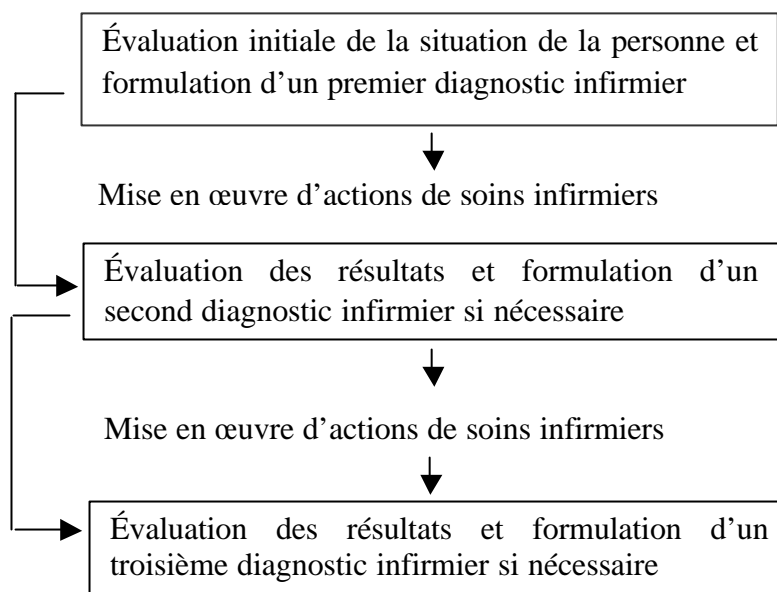 Évaluation initiale de la situation de la personne et
formulation d’un premier diagnostic infirmier
Mise en œuvre d’actions de soins infirmiers
Évaluation des résultats et formulation d’un
second diagnostic infirmier si nécessaire
Mise en œuvre d’actions de soins infirmiers
Évaluation des résultats et formulation d’un
troisième diagnostic infirmier si nécessaire